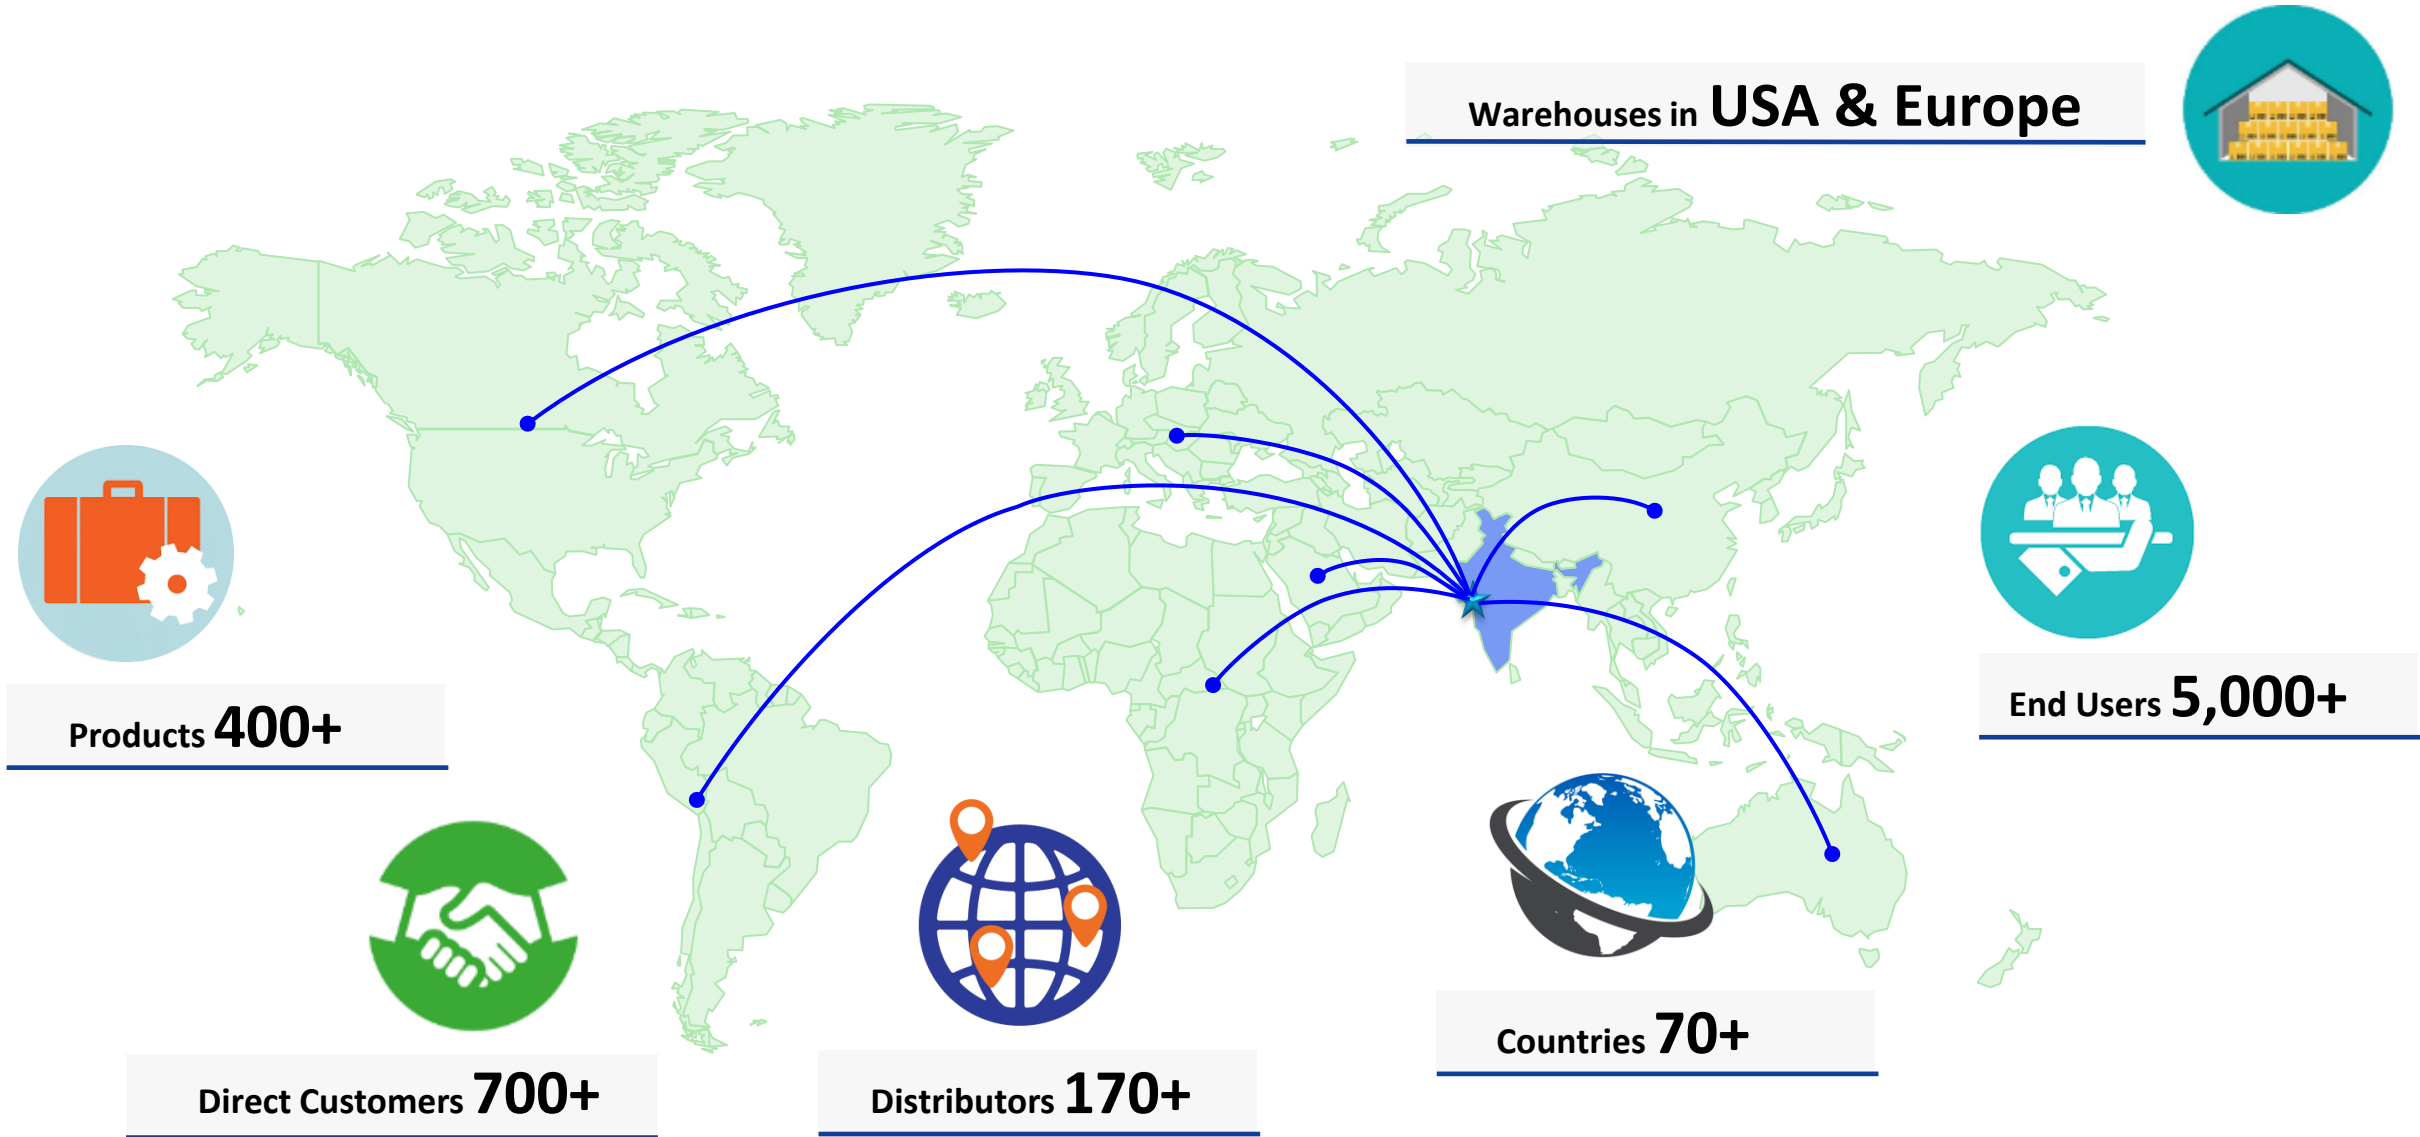 Warehouses in USA & Europe
Products 400+
End Users 5,000+
Direct Customers 700+
Distributors 170+
Countries 70+